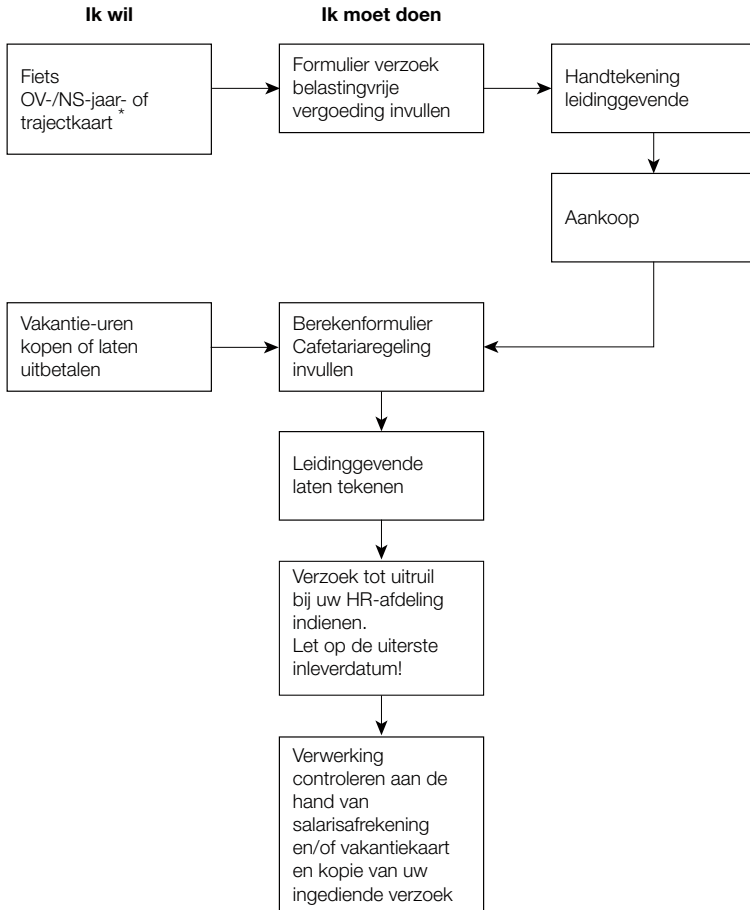 Ik wil
Ik moet doen
Fiets
OV-/NS-jaar- of
trajectkaart *
Formulier verzoek
belastingvrije
vergoeding invullen
Handtekening
leidinggevende
Aankoop
Vakantie-uren
kopen of laten
uitbetalen
Berekenformulier
Cafetariaregeling
invullen
Leidinggevende
laten tekenen
Verzoek tot uitruil
bij uw HR-afdeling
indienen.
Let op de uiterste
inleverdatum!
Verwerking
controleren aan de
hand van
salarisafrekening
en/of vakantiekaart
en kopie van uw
ingediende verzoek